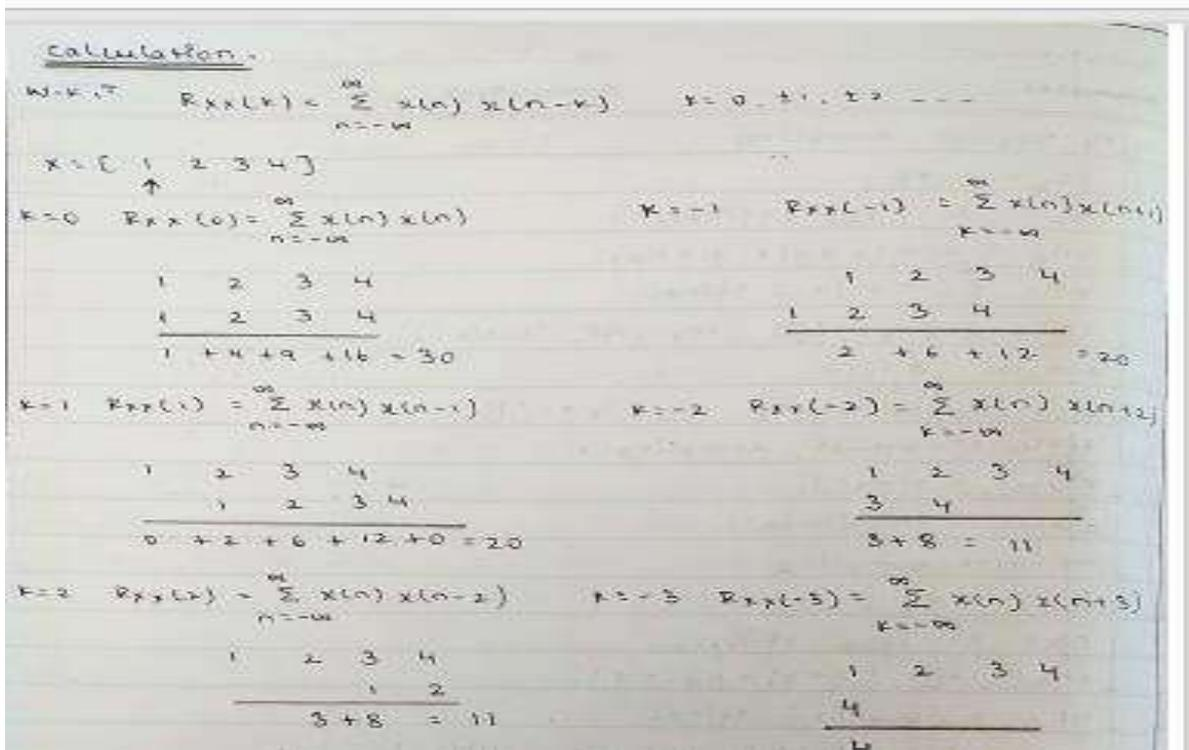 calculation.
W.K.T Rxx(k) = ∞ Σ n=-∞ x(n) x(n-k) k = 0, ±1, ±2 ----
x = [ 1 2 3 4 ]
↑
k=0 Rxx(0) = ∞ Σ n=-∞ x(n) x(n)
1 2 3 4
1 2 3 4
1 + 4 + 9 + 16 = 30
k=1 Rxx(1) = ∞ Σ n=-∞ x(n) x(n-1)
1 2 3 4
1 2 3 4
0 + 2 + 6 + 12 + 0 = 20
k=2 Rxx(2) = ∞ Σ n=-∞ x(n) x(n-2)
1 2 3 4
1 2
3 + 8 = 11
k = -1 Rxx(-1) = ∞ Σ k=-∞ x(n) x(n+1)
1 2 3 4
1 2 3 4
2 + 6 + 12 = 20
k = -2 Rxx(-2) = ∞ Σ k=-∞ x(n) x(n+2)
1 2 3 4
3 4
3 + 8 = 11
k = -3 Rxx(-3) = ∞ Σ k=-∞ x(n) x(n+3)
1 2 3 4
4
4